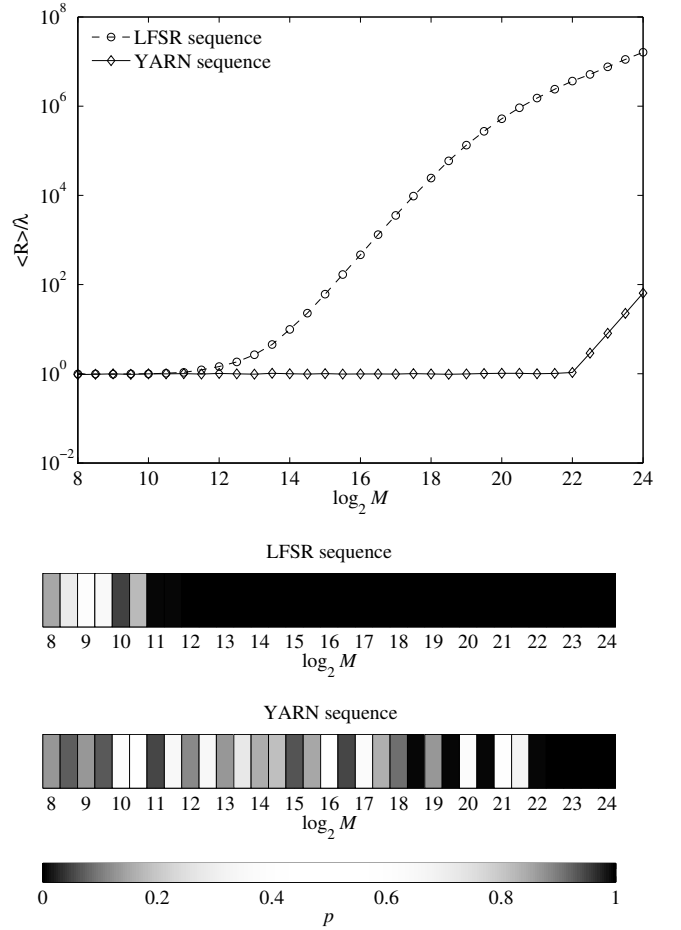 10^8
LFSR sequence
YARN sequence
10^6
10^4
<R>/λ
10^2
10^0
10^−2
8 10 12 14 16 18 20 22 24
log_2 M
LFSR sequence
8 9 10 11 12 13 14 15 16 17 18 19 20 21 22 23 24
log_2 M
YARN sequence
8 9 10 11 12 13 14 15 16 17 18 19 20 21 22 23 24
log_2 M
0 0.2 0.4 0.6 0.8 1
p